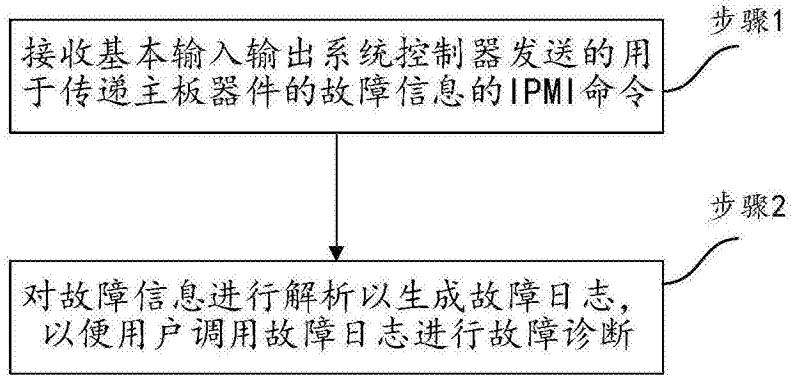 步骤1
接收基本输入输出系统控制器发送的用
于传递主板器件的故障信息的IPMI命令
步骤2
对故障信息进行解析以生成故障日志，
以便用户调用故障日志进行故障诊断